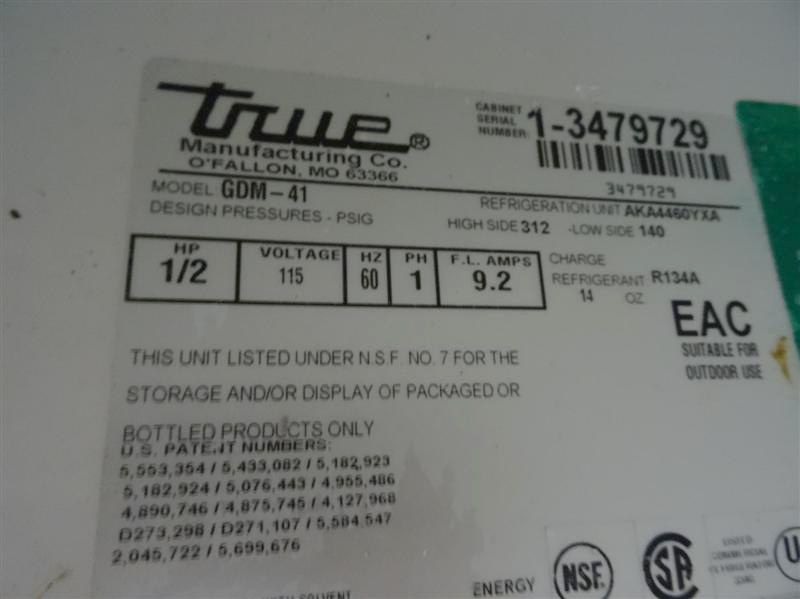 true®
Manufacturing Co.
O'FALLON, MO 63366
CABINET SERIAL NUMBER: 1-3479729
3479729
MODEL GDM-41
REFRIGERATION UNIT AKA4460YXA
DESIGN PRESSURES - PSIG HIGH SIDE 312 -LOW SIDE 140
HP VOLTAGE HZ PH F.L. AMPS
1/2 115 60 1 9.2
CHARGE
REFRIGERANT R134A
14 OZ
EAC
SUITABLE FOR
OUTDOOR USE
THIS UNIT LISTED UNDER N.S.F. NO. 7 FOR THE
STORAGE AND/OR DISPLAY OF PACKAGED OR
BOTTLED PRODUCTS ONLY
U.S. PATENT NUMBERS:
5,553,354 / 5,433,082 / 5,182,923
5,182,924 / 5,076,443 / 4,955,486
4,890,746 / 4,875,745 / 4,127,968
D273,298 / D271,107 / 5,584,547
2,045,722 / 5,699,676
ENERGY
NSF.
SA
LISTED
COMMERCIAL
U
SOLVENT